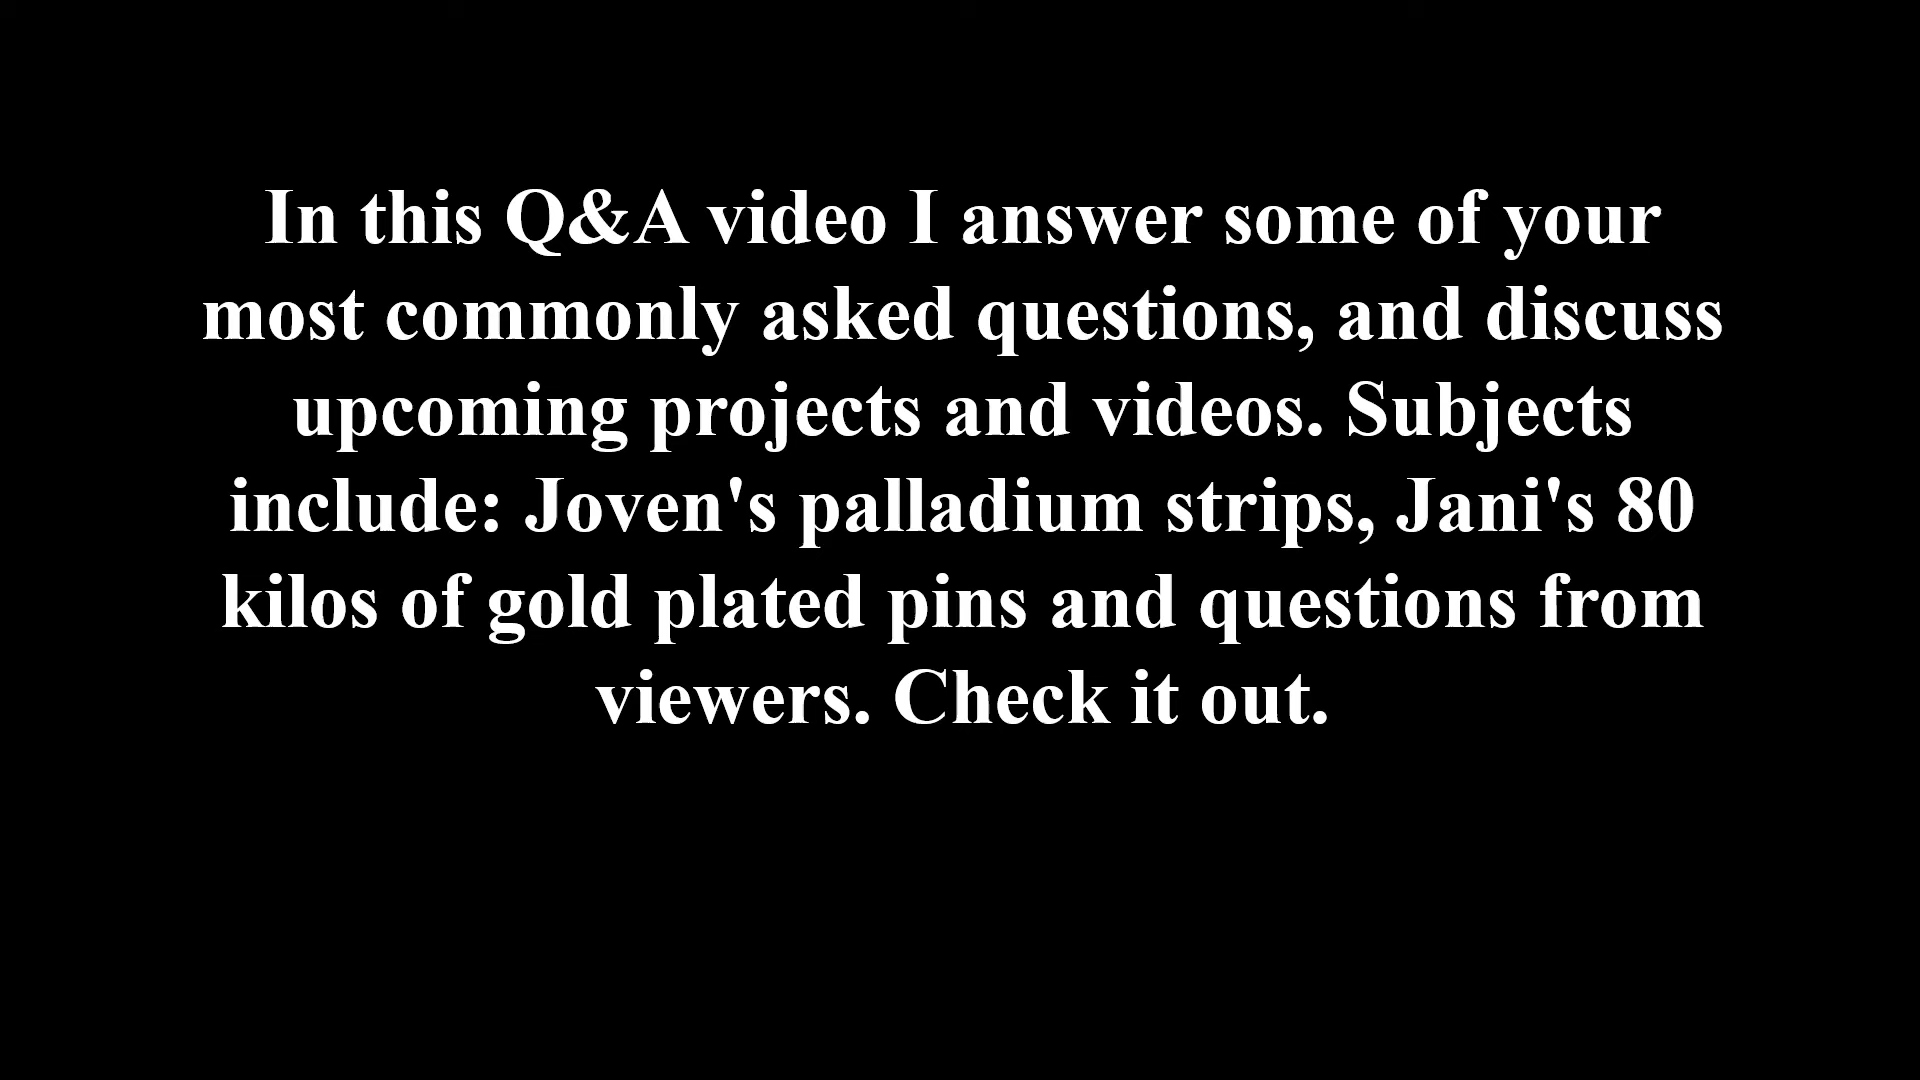 In this Q&A video I answer some of your
most commonly asked questions, and discuss
upcoming projects and videos. Subjects
include: Joven's palladium strips, Jani's 80
kilos of gold plated pins and questions from
viewers. Check it out.